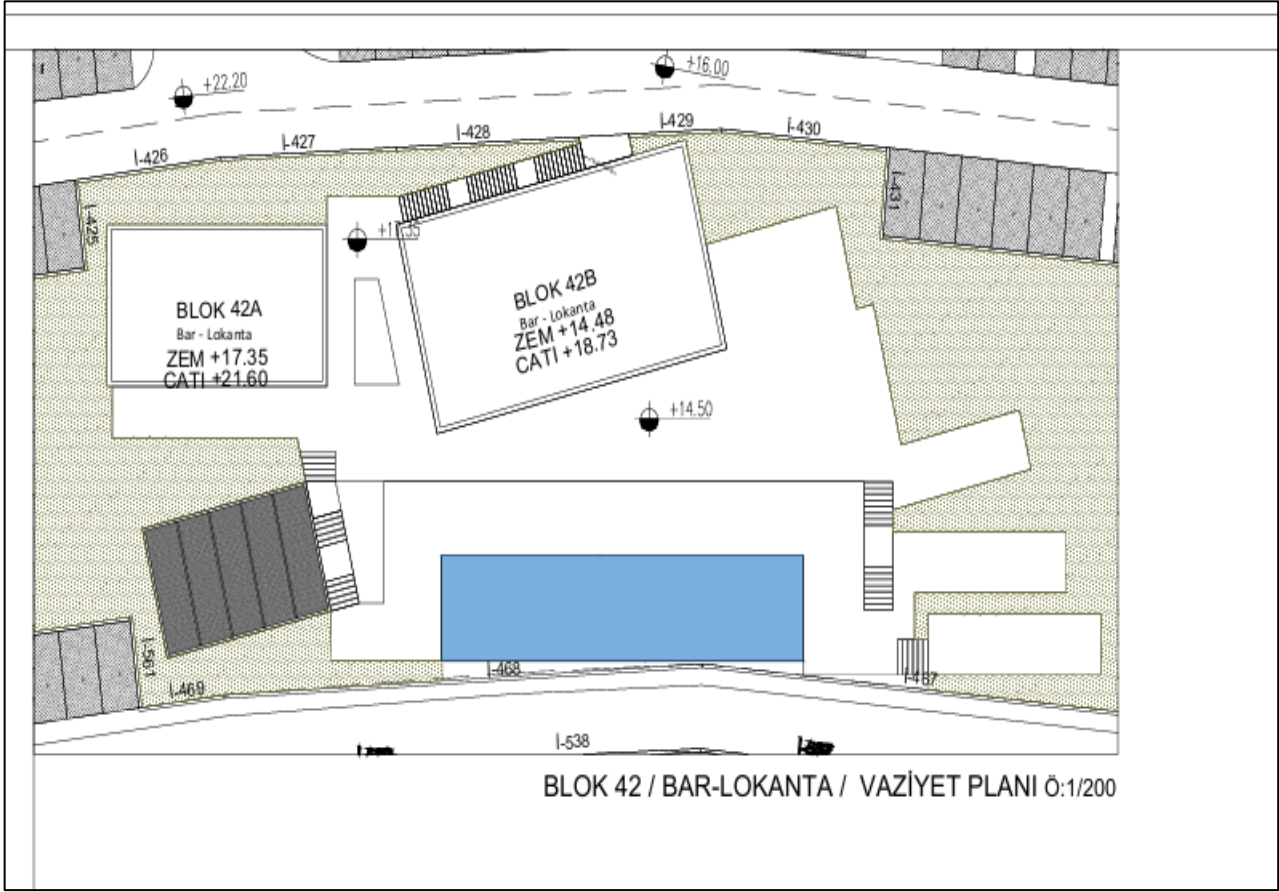 +22.20
+16.00
İ-426
İ-427
İ-428
İ-429
İ-430
İ-425
İ-431
BLOK 42A
Bar - Lokanta
ZEM +17.35
CATI +21.60
BLOK 42B
Bar - Lokanta
ZEM +14.48
CATI +18.73
+14.50
İ-561
İ-469
İ-468
İ-467
İ-538
BLOK 42 / BAR-LOKANTA / VAZİYET PLANI Ö:1/200